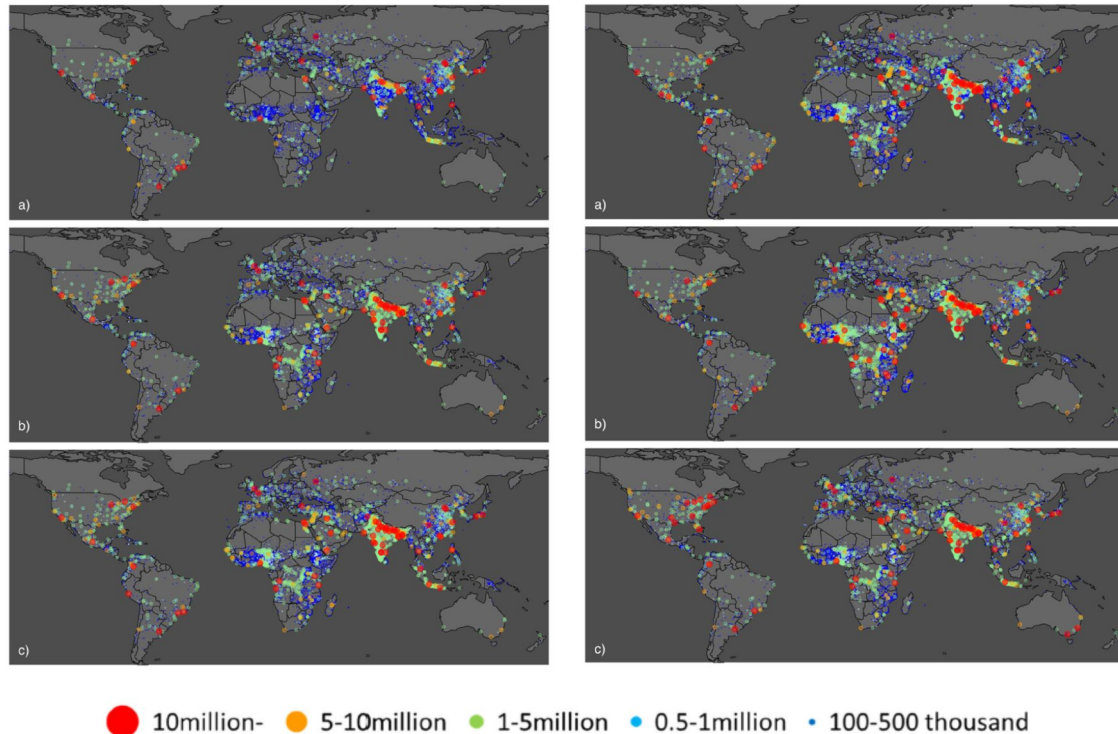 a)
a)
b)
b)
c)
c)
10million- 5-10million 1-5million 0.5-1million 100-500 thousand